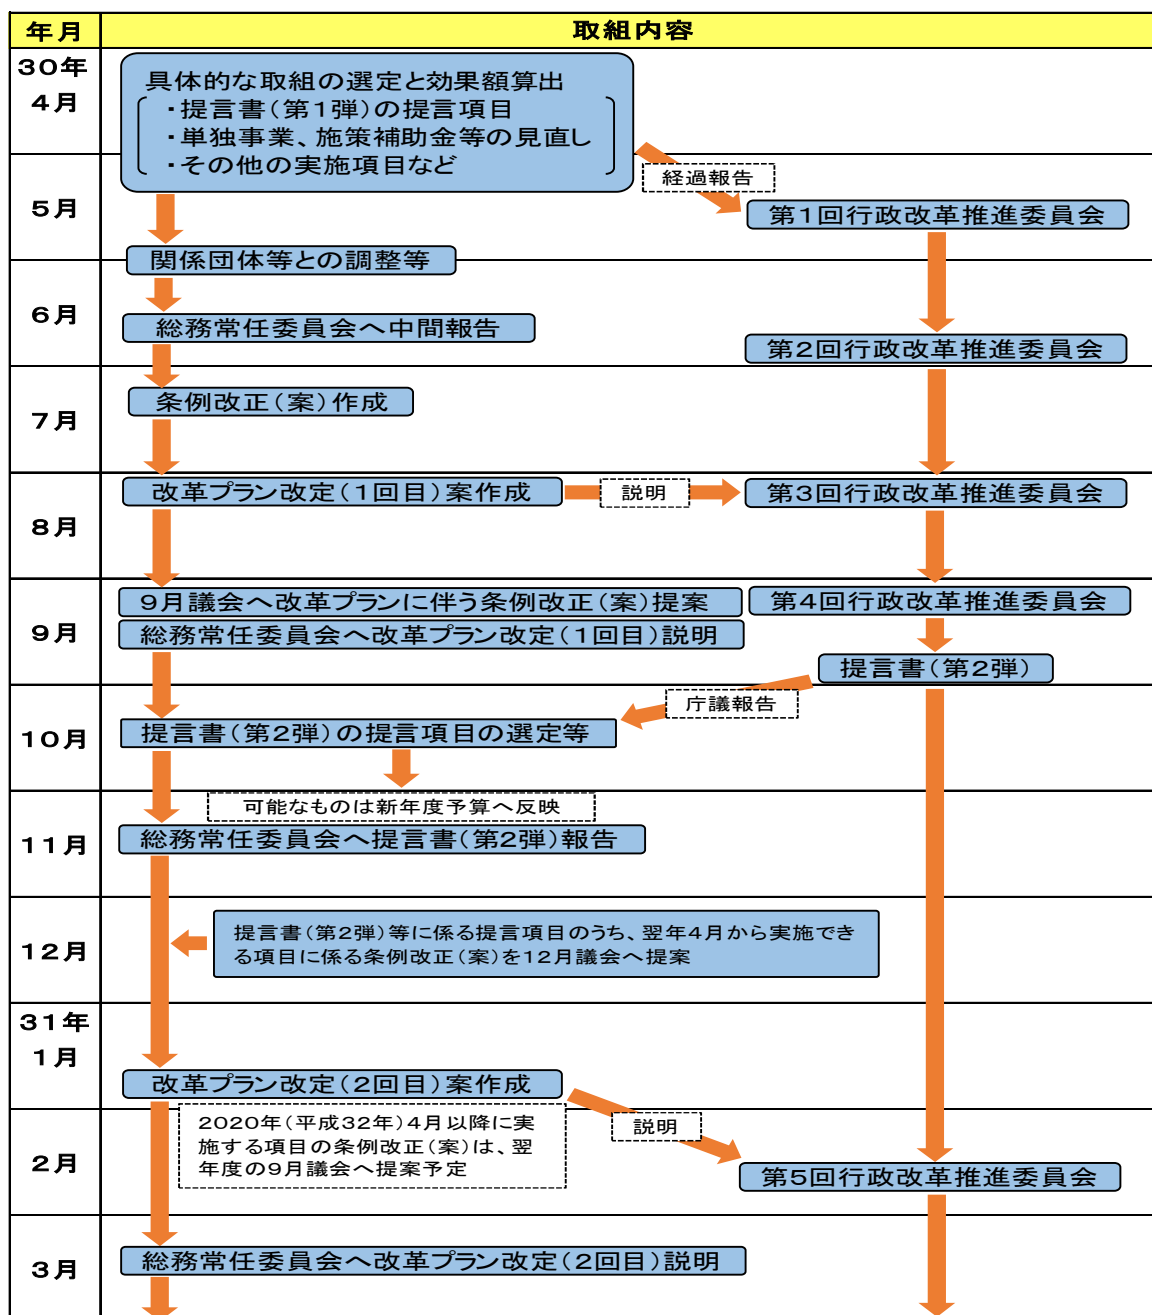 年月
取組内容
30年
4月
具体的な取組の選定と効果額算出
・提言書(第1弾)の提言項目
・単独事業、施策補助金等の見直し
・その他の実施項目など
経過報告
5月
第1回行政改革推進委員会
関係団体等との調整等
6月
総務常任委員会へ中間報告
第2回行政改革推進委員会
7月
条例改正(案)作成
8月
改革プラン改定(1回目)案作成
説明
第3回行政改革推進委員会
9月
9月議会へ改革プランに伴う条例改正(案)提案
第4回行政改革推進委員会
総務常任委員会へ改革プラン改定(1回目)説明
提言書(第2弾)
庁議報告
10月
提言書(第2弾)の提言項目の選定等
可能なものは新年度予算へ反映
11月
総務常任委員会へ提言書(第2弾)報告
12月
提言書(第2弾)等に係る提言項目のうち、翌年4月から実施でき
る項目に係る条例改正(案)を12月議会へ提案
31年
1月
改革プラン改定(2回目)案作成
2020年(平成32年)4月以降に実
施する項目の条例改正(案)は、翌
年度の9月議会へ提案予定
説明
2月
第5回行政改革推進委員会
3月
総務常任委員会へ改革プラン改定(2回目)説明